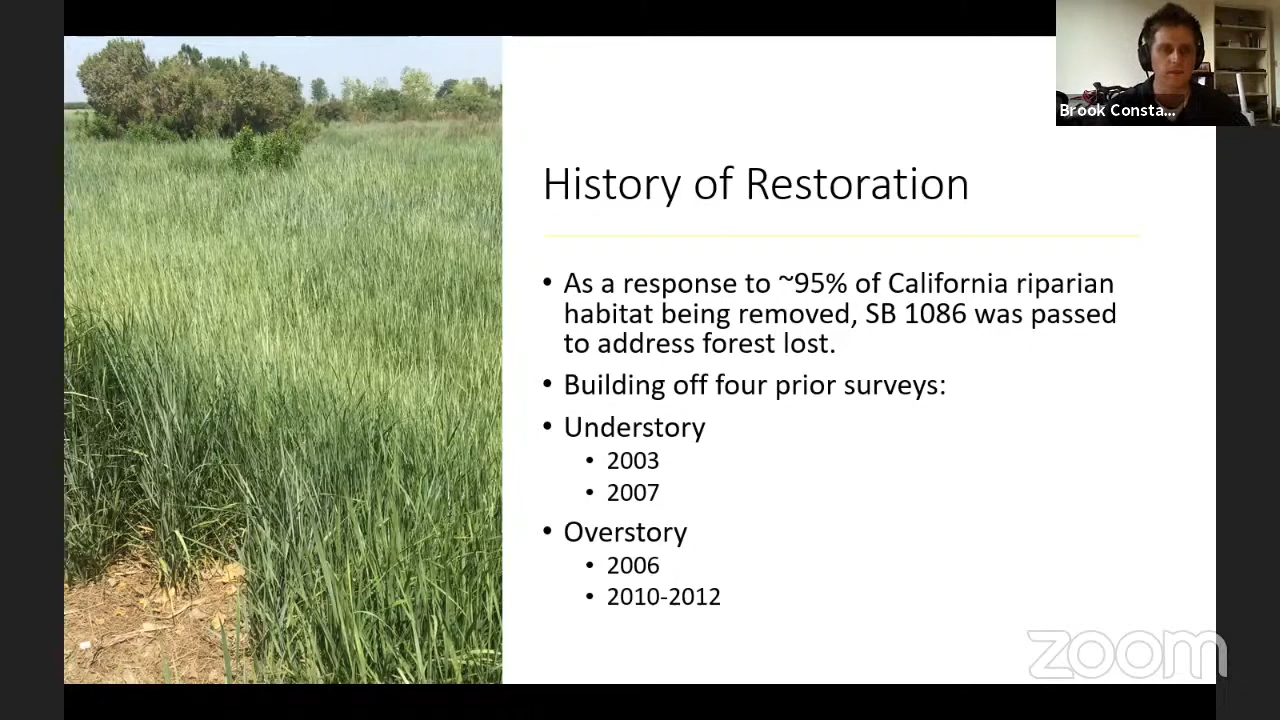 Brook Consta...
History of Restoration
• As a response to ~95% of California riparian
habitat being removed, SB 1086 was passed
to address forest lost.
• Building off four prior surveys:
• Understory
• 2003
• 2007
• Overstory
• 2006
• 2010-2012
zoom